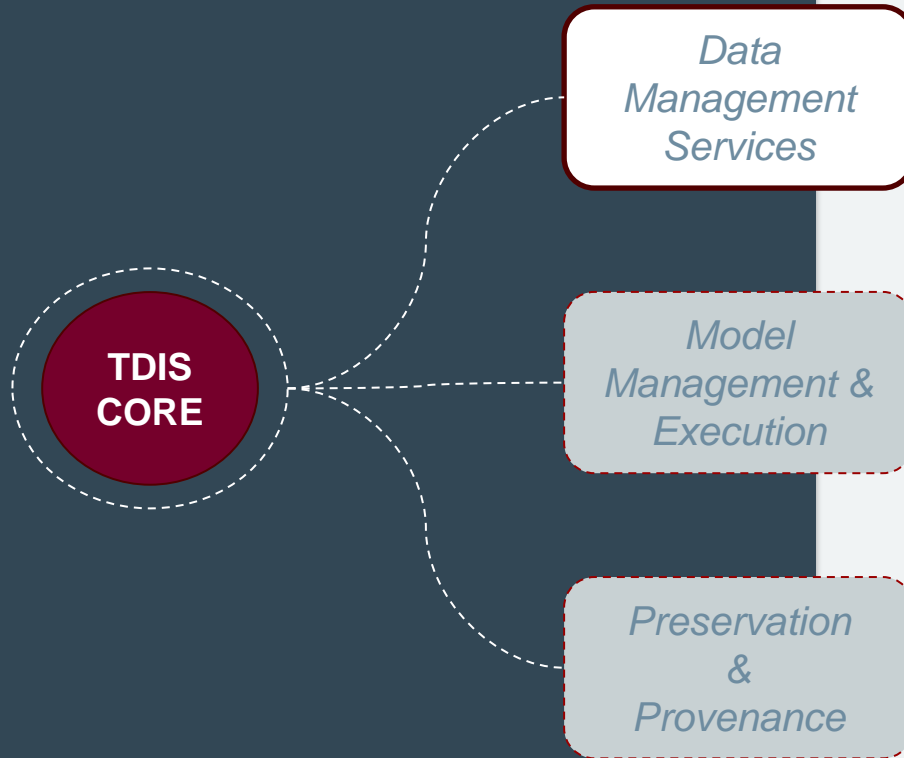 Data
Management
Services
TDIS
CORE
Model
Management &
Execution
Preservation
&
Provenance